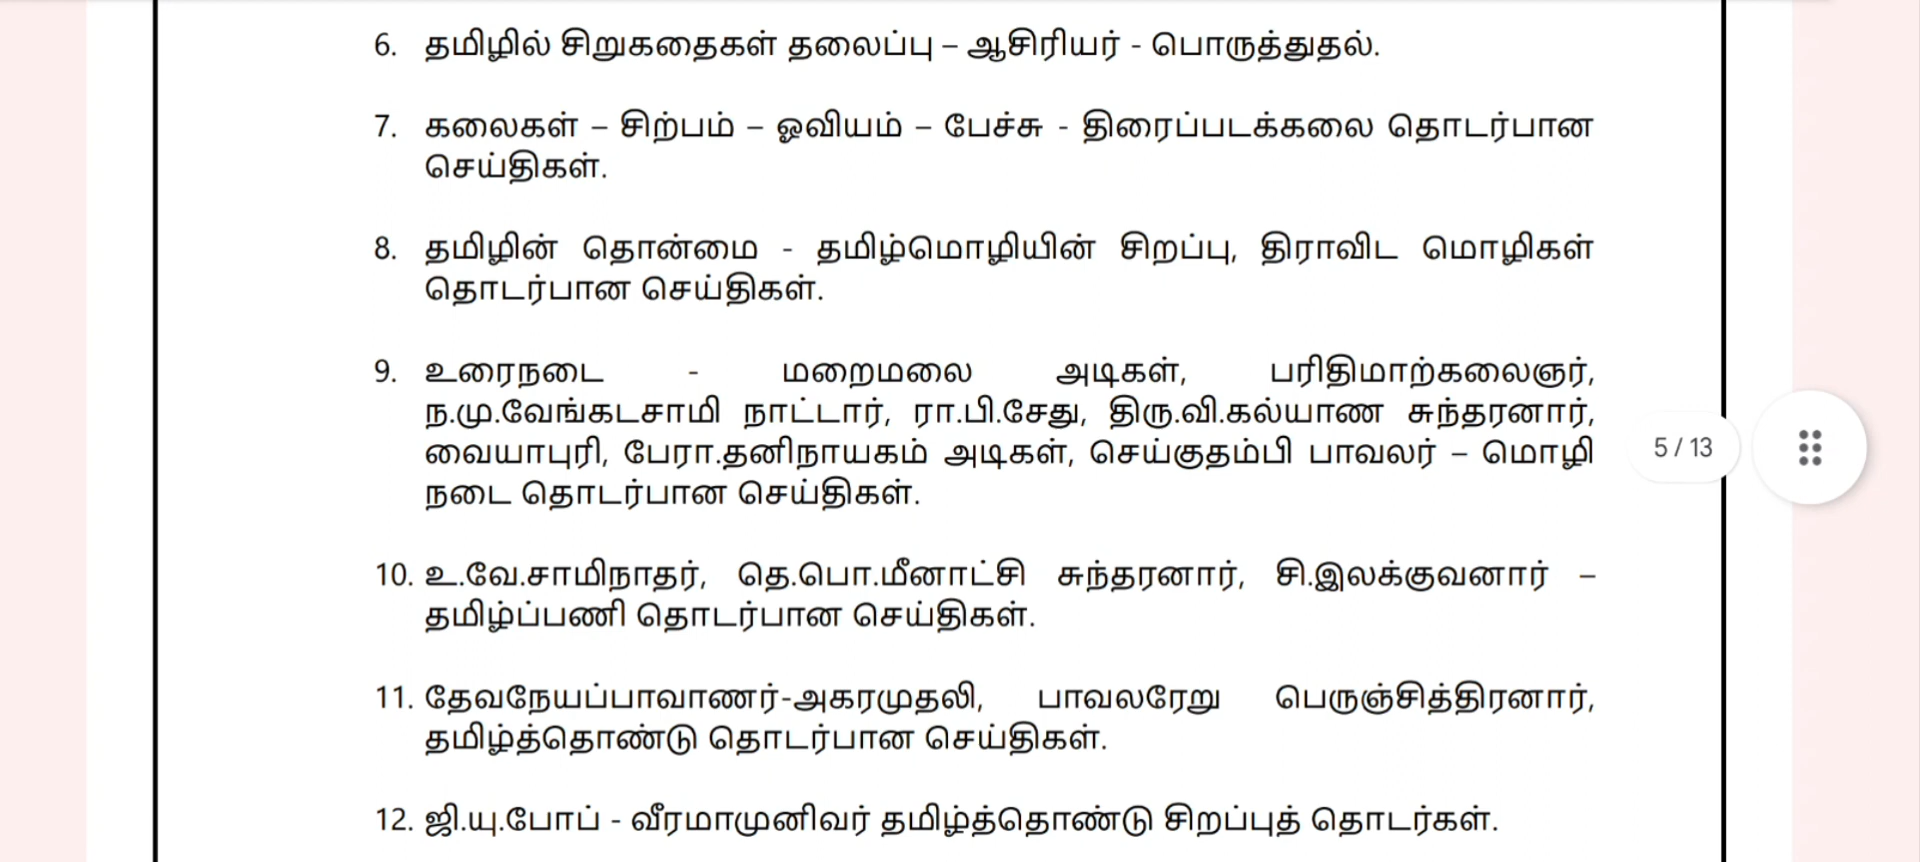 6. தமிழில் சிறுகதைகள் தலைப்பு – ஆசிரியர் - பொருத்துதல்.
7. கலைகள் – சிற்பம் – ஓவியம் – பேச்சு - திரைப்படக்கலை தொடர்பான
செய்திகள்.
8. தமிழின் தொன்மை - தமிழ்மொழியின் சிறப்பு, திராவிட மொழிகள்
தொடர்பான செய்திகள்.
9. உரைநடை - மறைமலை அடிகள், பரிதிமாற்கலைஞர்,
ந.மு.வேங்கடசாமி நாட்டார், ரா.பி.சேது, திரு.வி.கல்யாண சுந்தரனார்,
வையாபுரி, பேரா.தனிநாயகம் அடிகள், செய்குதம்பி பாவலர் – மொழி
நடை தொடர்பான செய்திகள்.
5 / 13
10. உ.வே.சாமிநாதர், தெ.பொ.மீனாட்சி சுந்தரனார், சி.இலக்குவனார் –
தமிழ்ப்பணி தொடர்பான செய்திகள்.
11. தேவநேயப்பாவாணர்-அகரமுதலி, பாவலரேறு பெருஞ்சித்திரனார்,
தமிழ்த்தொண்டு தொடர்பான செய்திகள்.
12. ஜி.யு.போப் - வீரமாமுனிவர் தமிழ்த்தொண்டு சிறப்புத் தொடர்கள்.